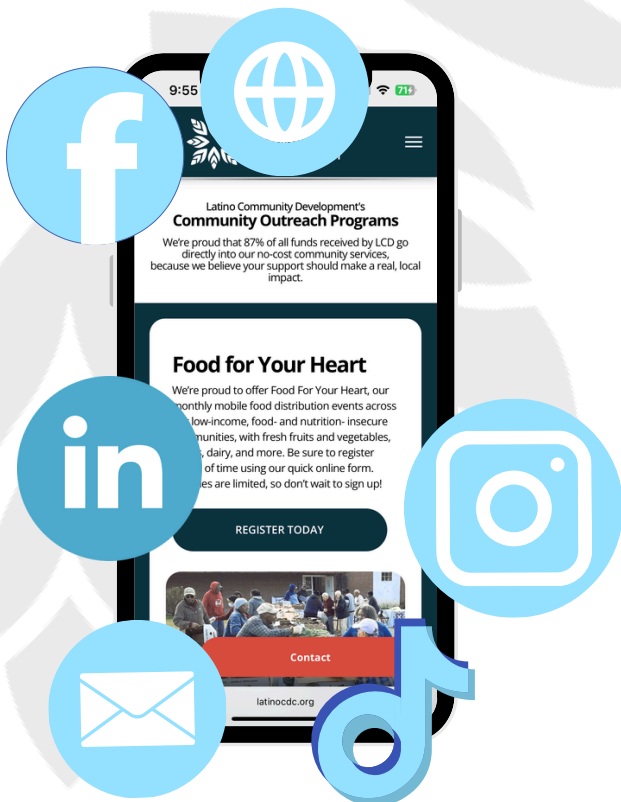 9:55
71
Latino Community Development's
Community Outreach Programs
We're proud that 87% of all funds received by LCD go
directly into our no-cost community services,
because we believe your support should make a real, local
impact.
Food for Your Heart
We're proud to offer Food For Your Heart, our
monthly mobile food distribution events across
low-income, food- and nutrition- insecure
communities, with fresh fruits and vegetables,
dairy, and more. Be sure to register
of time using our quick online form.
are limited, so don't wait to sign up!
REGISTER TODAY
Contact
latinocdc.org
f
in